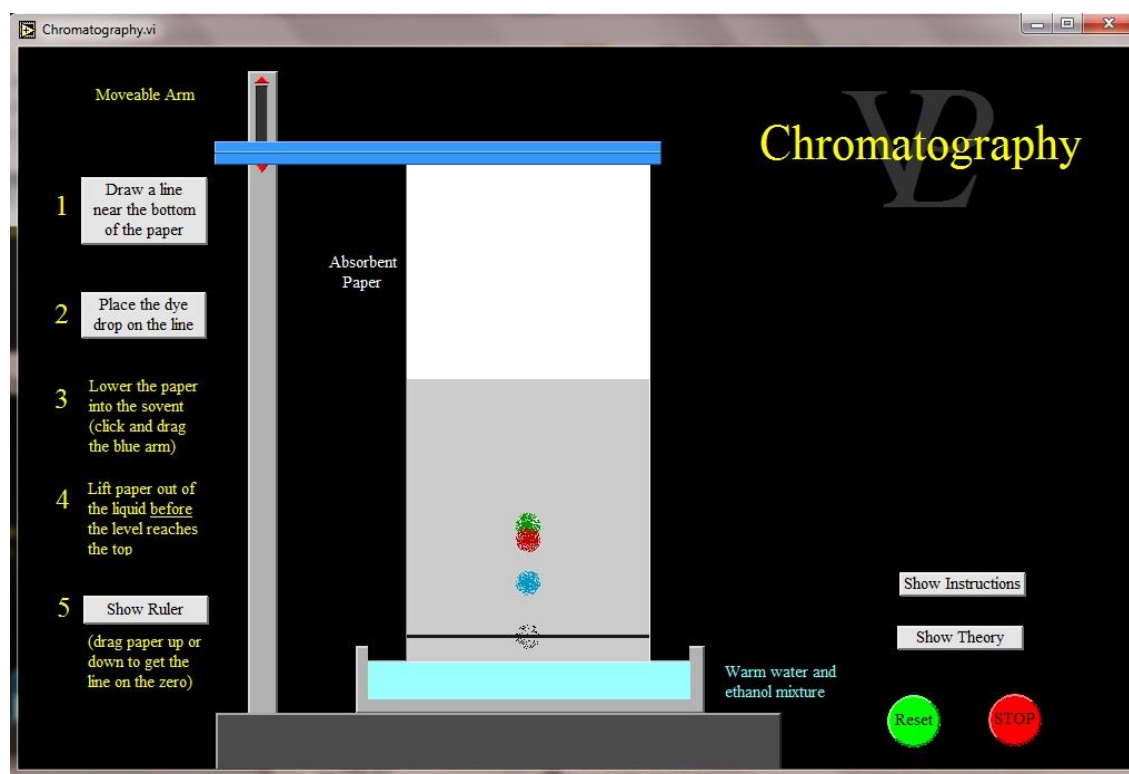 Chromatography.vi
Moveable Arm
VPL
Chromatography
1
Draw a line
near the bottom
of the paper
Absorbent
Paper
2
Place the dye
drop on the line
3
Lower the paper
into the sovent
(click and drag
the blue arm)
4
Lift paper out of
the liquid before
the level reaches
the top
5
Show Ruler
(drag paper up or
down to get the
line on the zero)
Warm water and
ethanol mixture
Show Instructions
Show Theory
Reset
STOP